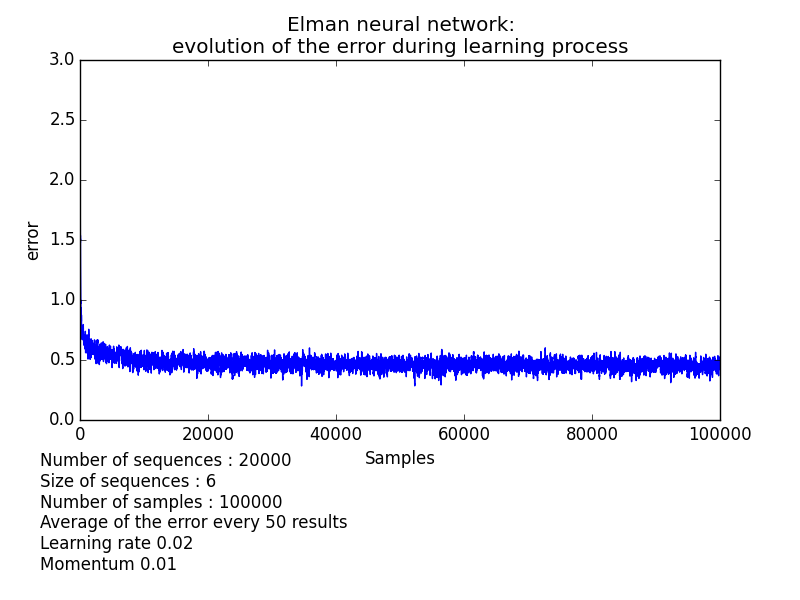 Elman neural network:
evolution of the error during learning process
3.0
2.5
2.0
1.5
1.0
0.5
0.0
error
0 20000 40000 60000 80000 100000
Samples
Number of sequences : 20000
Size of sequences : 6
Number of samples : 100000
Average of the error every 50 results
Learning rate 0.02
Momentum 0.01